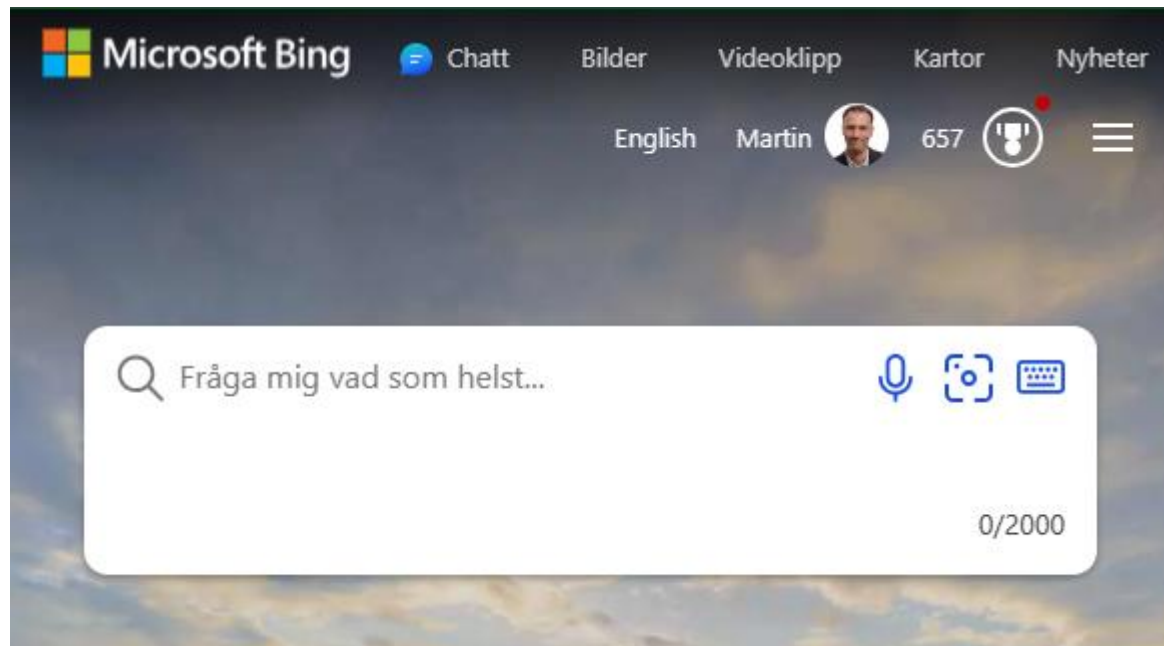 Microsoft Bing Chatt Bilder Videoklipp Kartor Nyheter
English Martin 657
Fråga mig vad som helst...
0/2000